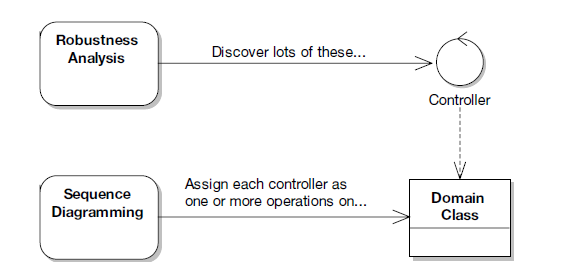 Robustness
Analysis
Discover lots of these...
Controller
Sequence
Diagramming
Assign each controller as
one or more operations on...
Domain
Class